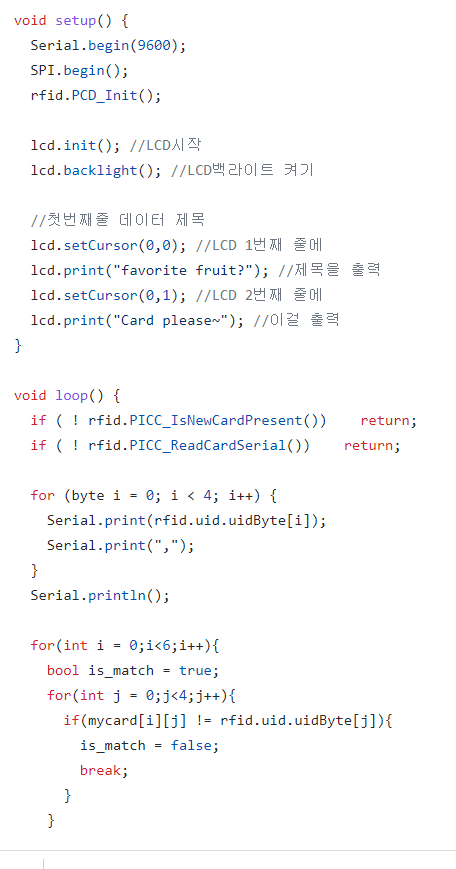 void setup() {
  Serial.begin(9600);
  SPI.begin();
  rfid.PCD_Init();

  lcd.init(); //LCD시작
  lcd.backlight(); //LCD백라이트 켜기

  //첫번째줄 데이터 제목
  lcd.setCursor(0,0); //LCD 1번째 줄에
  lcd.print("favorite fruit?"); //제목을 출력
  lcd.setCursor(0,1); //LCD 2번째 줄에
  lcd.print("Card please~"); //이걸 출력
}

void loop() {
  if ( ! rfid.PICC_IsNewCardPresent())    return;
  if ( ! rfid.PICC_ReadCardSerial())    return;

  for (byte i = 0; i < 4; i++) {
    Serial.print(rfid.uid.uidByte[i]);
    Serial.print(",");
  }
  Serial.println();

  for(int i = 0;i<6;i++){
    bool is_match = true;
    for(int j = 0;j<4;j++){
      if(mycard[i][j] != rfid.uid.uidByte[j]){
        is_match = false;
        break;
      }
    }